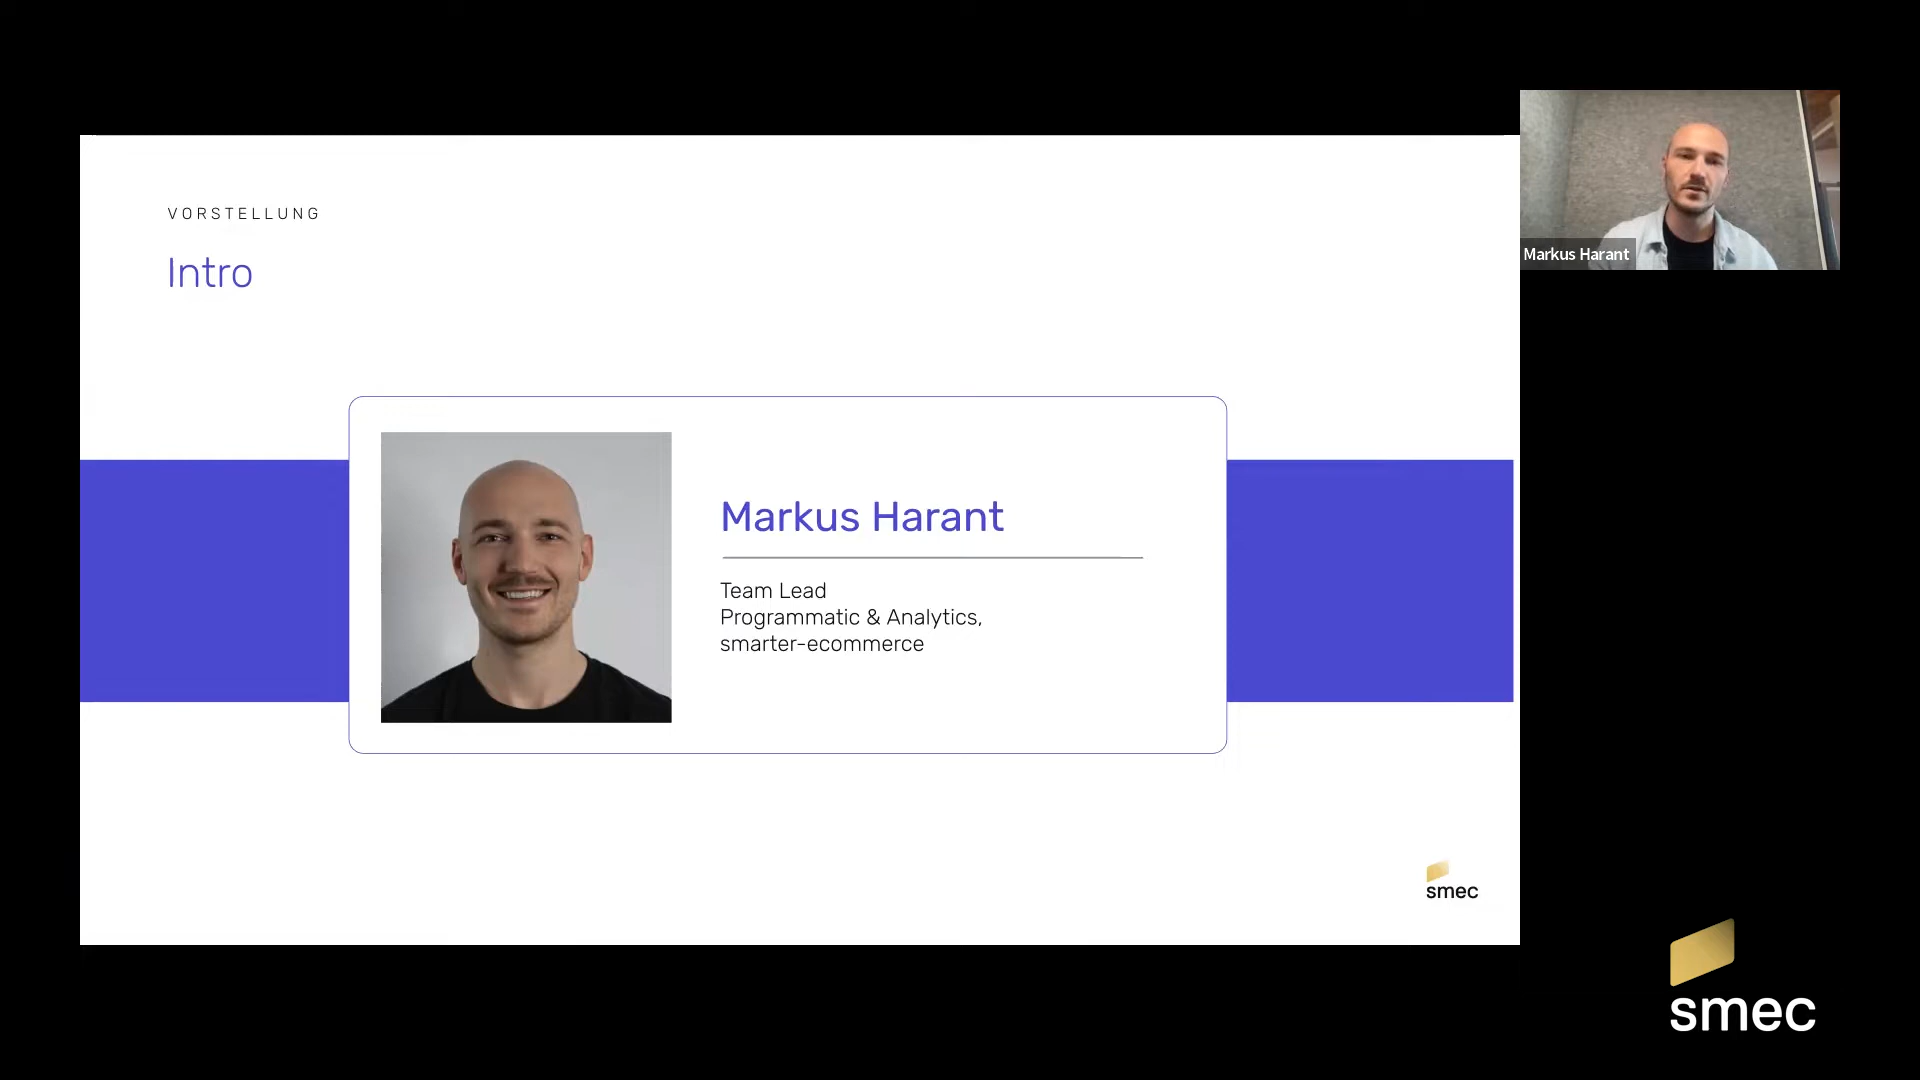 VORSTELLUNG
Intro
Markus Harant
Markus Harant
Team Lead
Programmatic & Analytics,
smarter-ecommerce
smec
smec